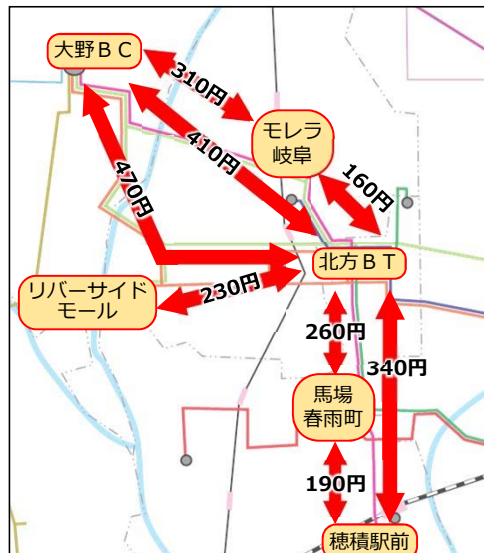 大野ＢＣ
310円
モレラ
岐阜
410円
160円
470円
北方ＢＴ
リバーサイド
モール
230円
260円
340円
馬場
春雨町
190円
穂積駅前